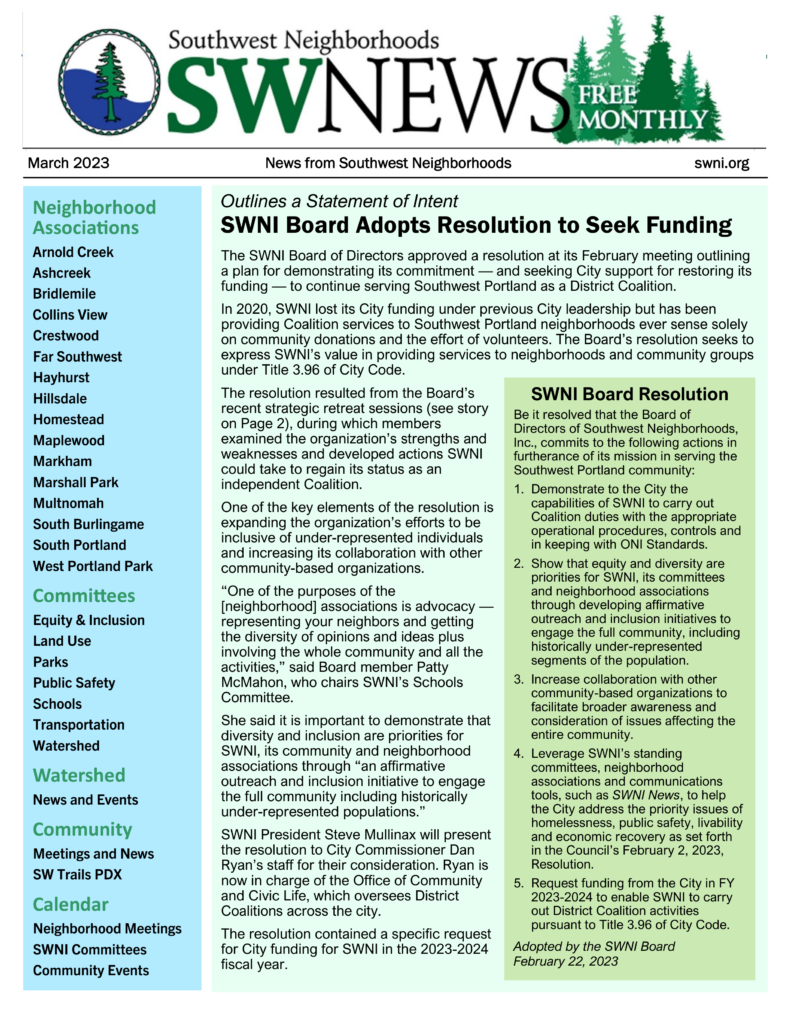 Southwest Neighborhoods
SWNEWS
FREE
MONTHLY
March 2023
News from Southwest Neighborhoods
swni.org
Neighborhood
Associations
Arnold Creek
Ashcreek
Bridlemile
Collins View
Crestwood
Far Southwest
Hayhurst
Hillsdale
Homestead
Maplewood
Markham
Marshall Park
Multnomah
South Burlingame
South Portland
West Portland Park
Committees
Equity & Inclusion
Land Use
Parks
Public Safety
Schools
Transportation
Watershed
Watershed
News and Events
Community
Meetings and News
SW Trails PDX
Calendar
Neighborhood Meetings
SWNI Committees
Community Events
Outlines a Statement of Intent
SWNI Board Adopts Resolution to Seek Funding
The SWNI Board of Directors approved a resolution at its February meeting outlining
a plan for demonstrating its commitment — and seeking City support for restoring its
funding — to continue serving Southwest Portland as a District Coalition.
In 2020, SWNI lost its City funding under previous City leadership but has been
providing Coalition services to Southwest Portland neighborhoods ever sense solely
on community donations and the effort of volunteers. The Board's resolution seeks to
express SWNI's value in providing services to neighborhoods and community groups
under Title 3.96 of City Code.
The resolution resulted from the Board's
recent strategic retreat sessions (see story
on Page 2), during which members
examined the organization's strengths and
weaknesses and developed actions SWNI
could take to regain its status as an
independent Coalition.
One of the key elements of the resolution is
expanding the organization's efforts to be
inclusive of under-represented individuals
and increasing its collaboration with other
community-based organizations.
"One of the purposes of the
[neighborhood] associations is advocacy —
representing your neighbors and getting
the diversity of opinions and ideas plus
involving the whole community and all the
activities," said Board member Patty
McMahon, who chairs SWNI's Schools
Committee.
She said it is important to demonstrate that
diversity and inclusion are priorities for
SWNI, its community and neighborhood
associations through "an affirmative
outreach and inclusion initiative to engage
the full community including historically
under-represented populations."
SWNI President Steve Mullinax will present
the resolution to City Commissioner Dan
Ryan's staff for their consideration. Ryan is
now in charge of the Office of Community
and Civic Life, which oversees District
Coalitions across the city.
The resolution contained a specific request
for City funding for SWNI in the 2023-2024
fiscal year.
SWNI Board Resolution
Be it resolved that the Board of
Directors of Southwest Neighborhoods,
Inc., commits to the following actions in
furtherance of its mission in serving the
Southwest Portland community:
1. Demonstrate to the City the
capabilities of SWNI to carry out
Coalition duties with the appropriate
operational procedures, controls and
in keeping with ONI Standards.
2. Show that equity and diversity are
priorities for SWNI, its committees
and neighborhood associations
through developing affirmative
outreach and inclusion initiatives to
engage the full community, including
historically under-represented
segments of the population.
3. Increase collaboration with other
community-based organizations to
facilitate broader awareness and
consideration of issues affecting the
entire community.
4. Leverage SWNI's standing
committees, neighborhood
associations and communications
tools, such as SWNI News, to help
the City address the priority issues of
homelessness, public safety, livability
and economic recovery as set forth
in the Council's February 2, 2023,
Resolution.
5. Request funding from the City in FY
2023-2024 to enable SWNI to carry
out District Coalition activities
pursuant to Title 3.96 of City Code.
Adopted by the SWNI Board
February 22, 2023